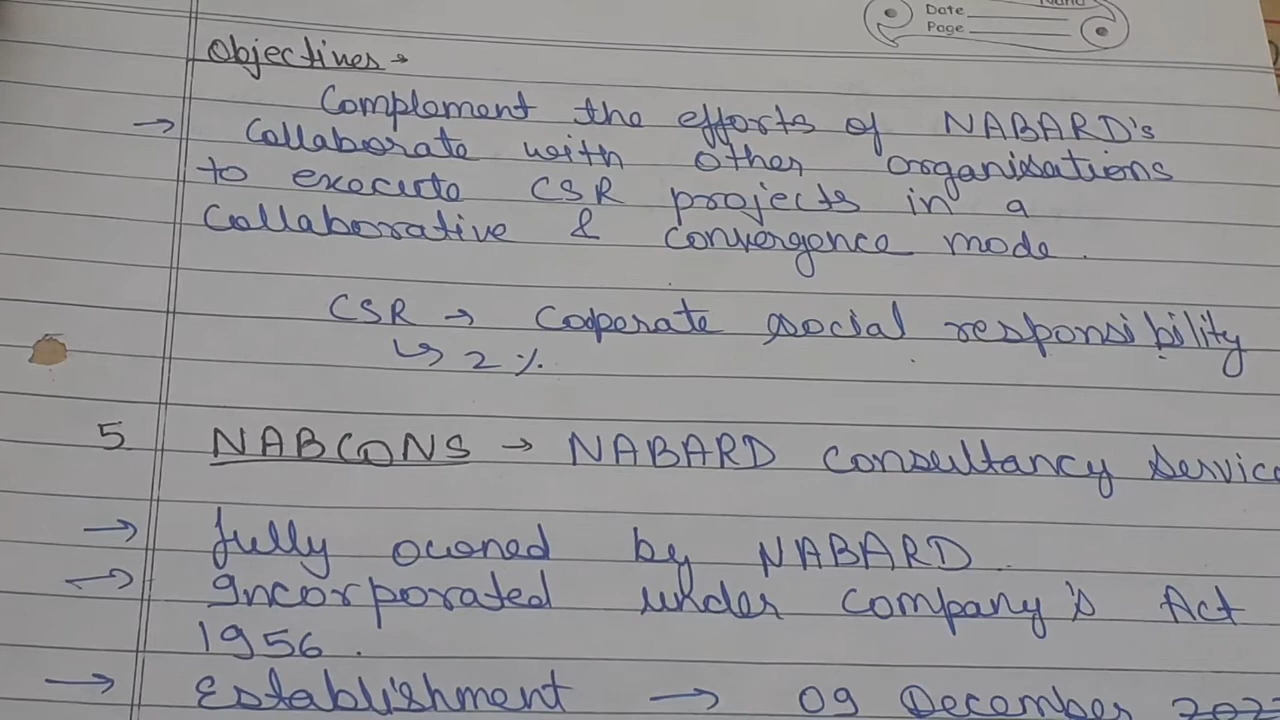 Date
Page
Objectives →
Complement the efforts of NABARD's
→ Collaborate with other organisations
to execute CSR projects in a
Collaborative & convergence mode.
CSR → Cooperate social responsibility
↳ 2 %.
5 NABCONS → NABARD Consultancy Service
→ fully owned by NABARD.
→ Incorporated under Company's Act
1956.
→ Establishment → 09 December